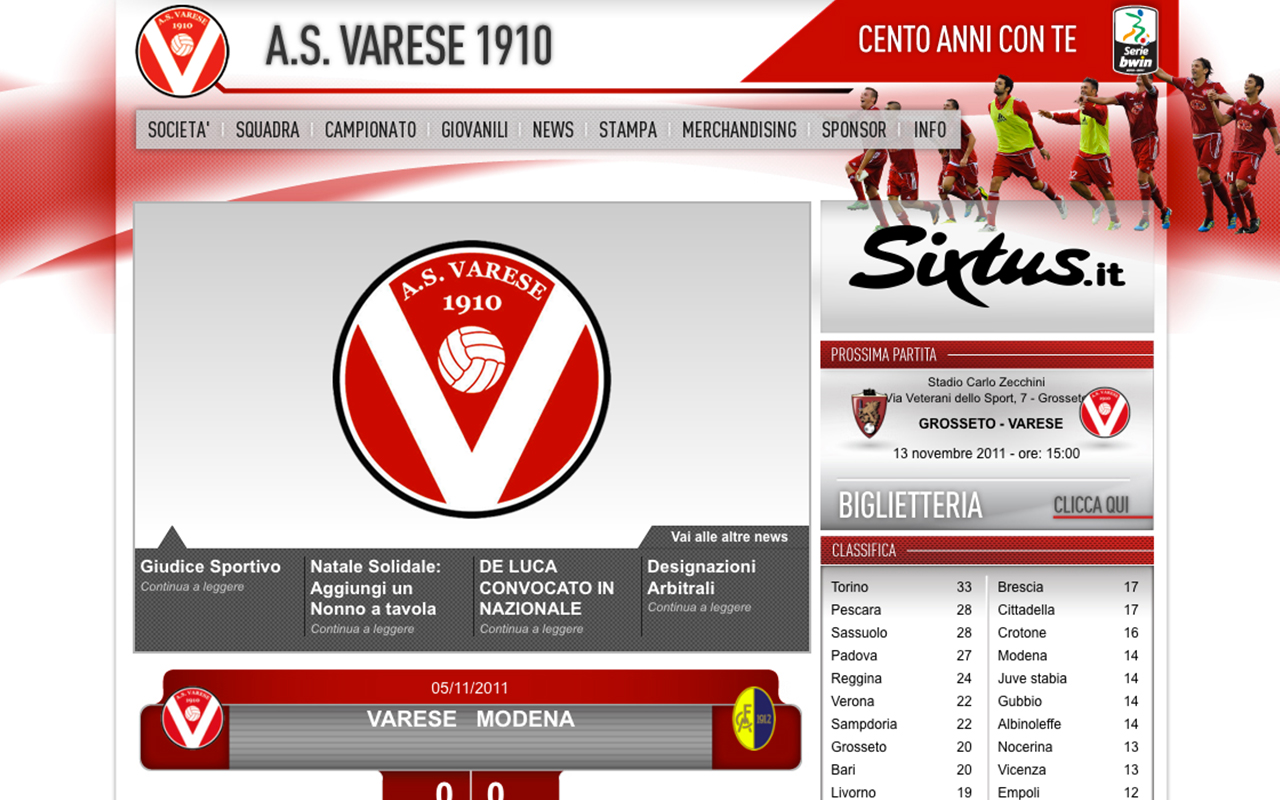 A.S. VARESE 1910
A.S. VARESE 1910
CENTO ANNI CON TE
Serie bwin
SOCIETA' SQUADRA CAMPIONATO GIOVANILI NEWS STAMPA MERCHANDISING SPONSOR INFO
A.S. VARESE
1910
Sixtus.it
PROSSIMA PARTITA
Stadio Carlo Zecchini
Via Veterani dello Sport, 7 - Grosseto
GROSSETO - VARESE
13 novembre 2011 - ore: 15:00
BIGLIETTERIA CLICCA QUI
Vai alle altre news
Giudice Sportivo
Continua a leggere
Natale Solidale:
Aggiungi un
Nonno a tavola
Continua a leggere
DE LUCA
CONVOCATO IN
NAZIONALE
Continua a leggere
Designazioni
Arbitrali
Continua a leggere
CLASSIFICA
Torino 33 Brescia 17
Pescara 28 Cittadella 17
Sassuolo 28 Crotone 16
Padova 27 Modena 14
Reggina 24 Juve stabia 14
Verona 22 Gubbio 14
Sampdoria 22 Albinoleffe 14
Grosseto 20 Nocerina 13
Bari 20 Vicenza 13
Livorno 19 Empoli 12
05/11/2011
VARESE MODENA
1912
0 0